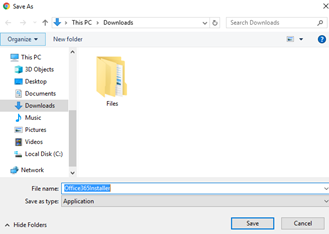 Save As
This PC > Downloads
Search Downloads
Organize
New folder
This PC
3D Objects
Desktop
Documents
Downloads
Music
Pictures
Videos
Local Disk (C:)
Network
Files
File name: Office365Installer
Save as type: Application
Hide Folders
Save
Cancel